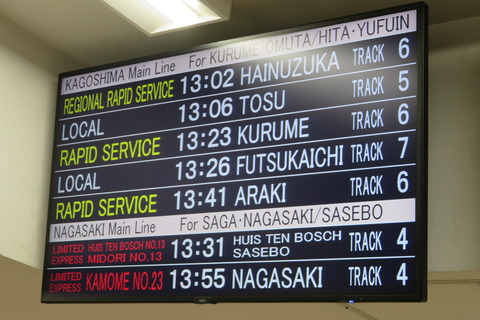 KAGOSHIMA Main Line For KURUME·OMUTA/HITA·YUFUIN
REGIONAL RAPID SERVICE 13:02 HAINUZUKA TRACK 6
LOCAL 13:06 TOSU TRACK 5
RAPID SERVICE 13:23 KURUME TRACK 6
LOCAL 13:26 FUTSUKAICHI TRACK 7
RAPID SERVICE 13:41 ARAKI TRACK 6
NAGASAKI Main Line For SAGA·NAGASAKI/SASEBO
LIMITED EXPRESS HUIS TEN BOSCH NO.13 MIDORI NO.13 13:31 HUIS TEN BOSCH SASEBO TRACK 4
LIMITED EXPRESS KAMOME NO.23 13:55 NAGASAKI TRACK 4
NEC